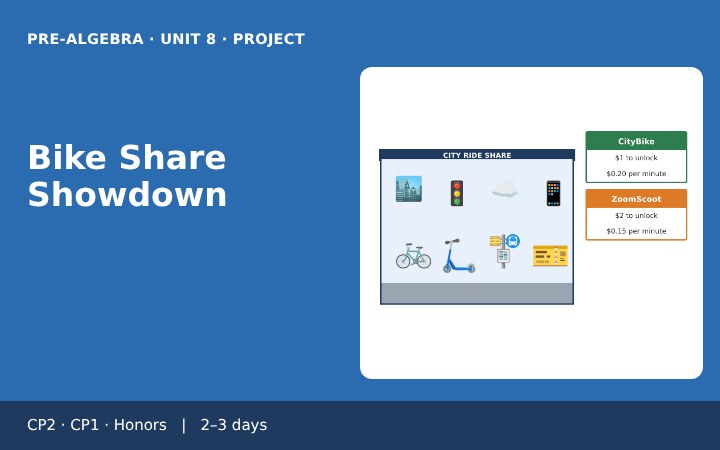 PRE-ALGEBRA · UNIT 8 · PROJECT
Bike Share
Showdown
CITY RIDE SHARE
CityBike
$1 to unlock
$0.20 per minute
ZoomScoot
$2 to unlock
$0.15 per minute
CP2 · CP1 · Honors | 2–3 days